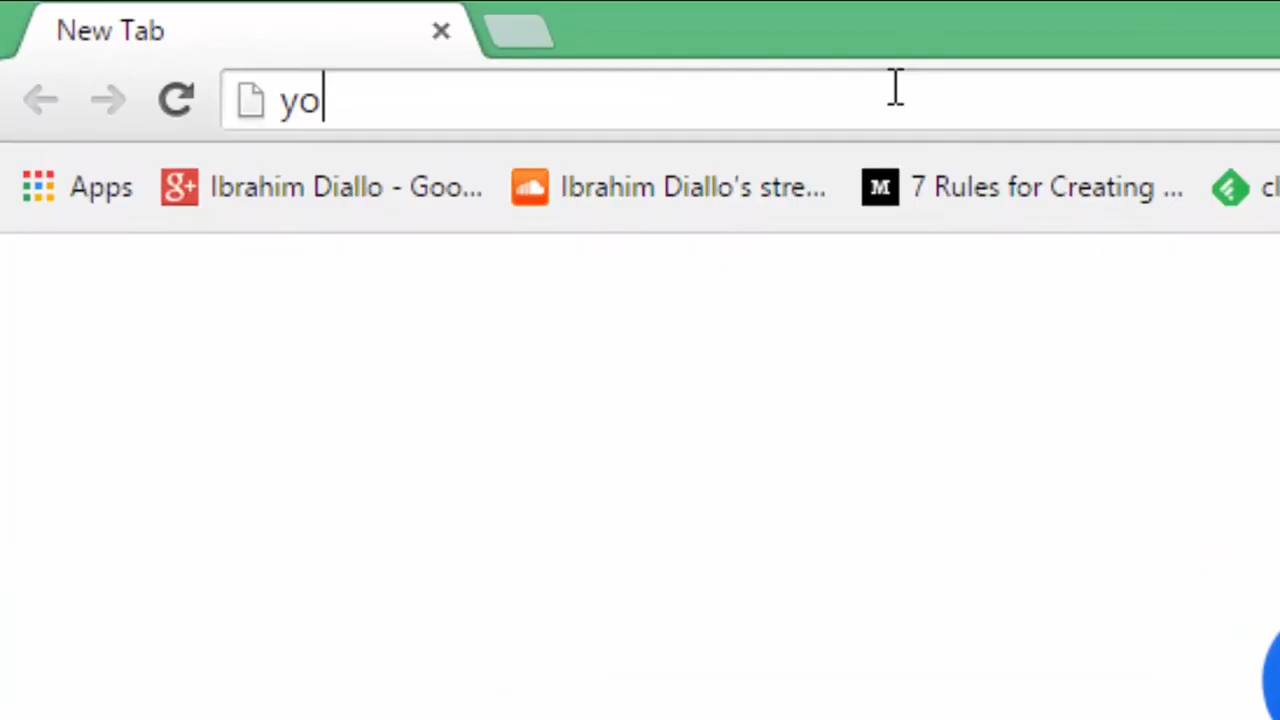 New Tab
yo
Apps Ibrahim Diallo - Goo... Ibrahim Diallo's stre... M 7 Rules for Creating ...